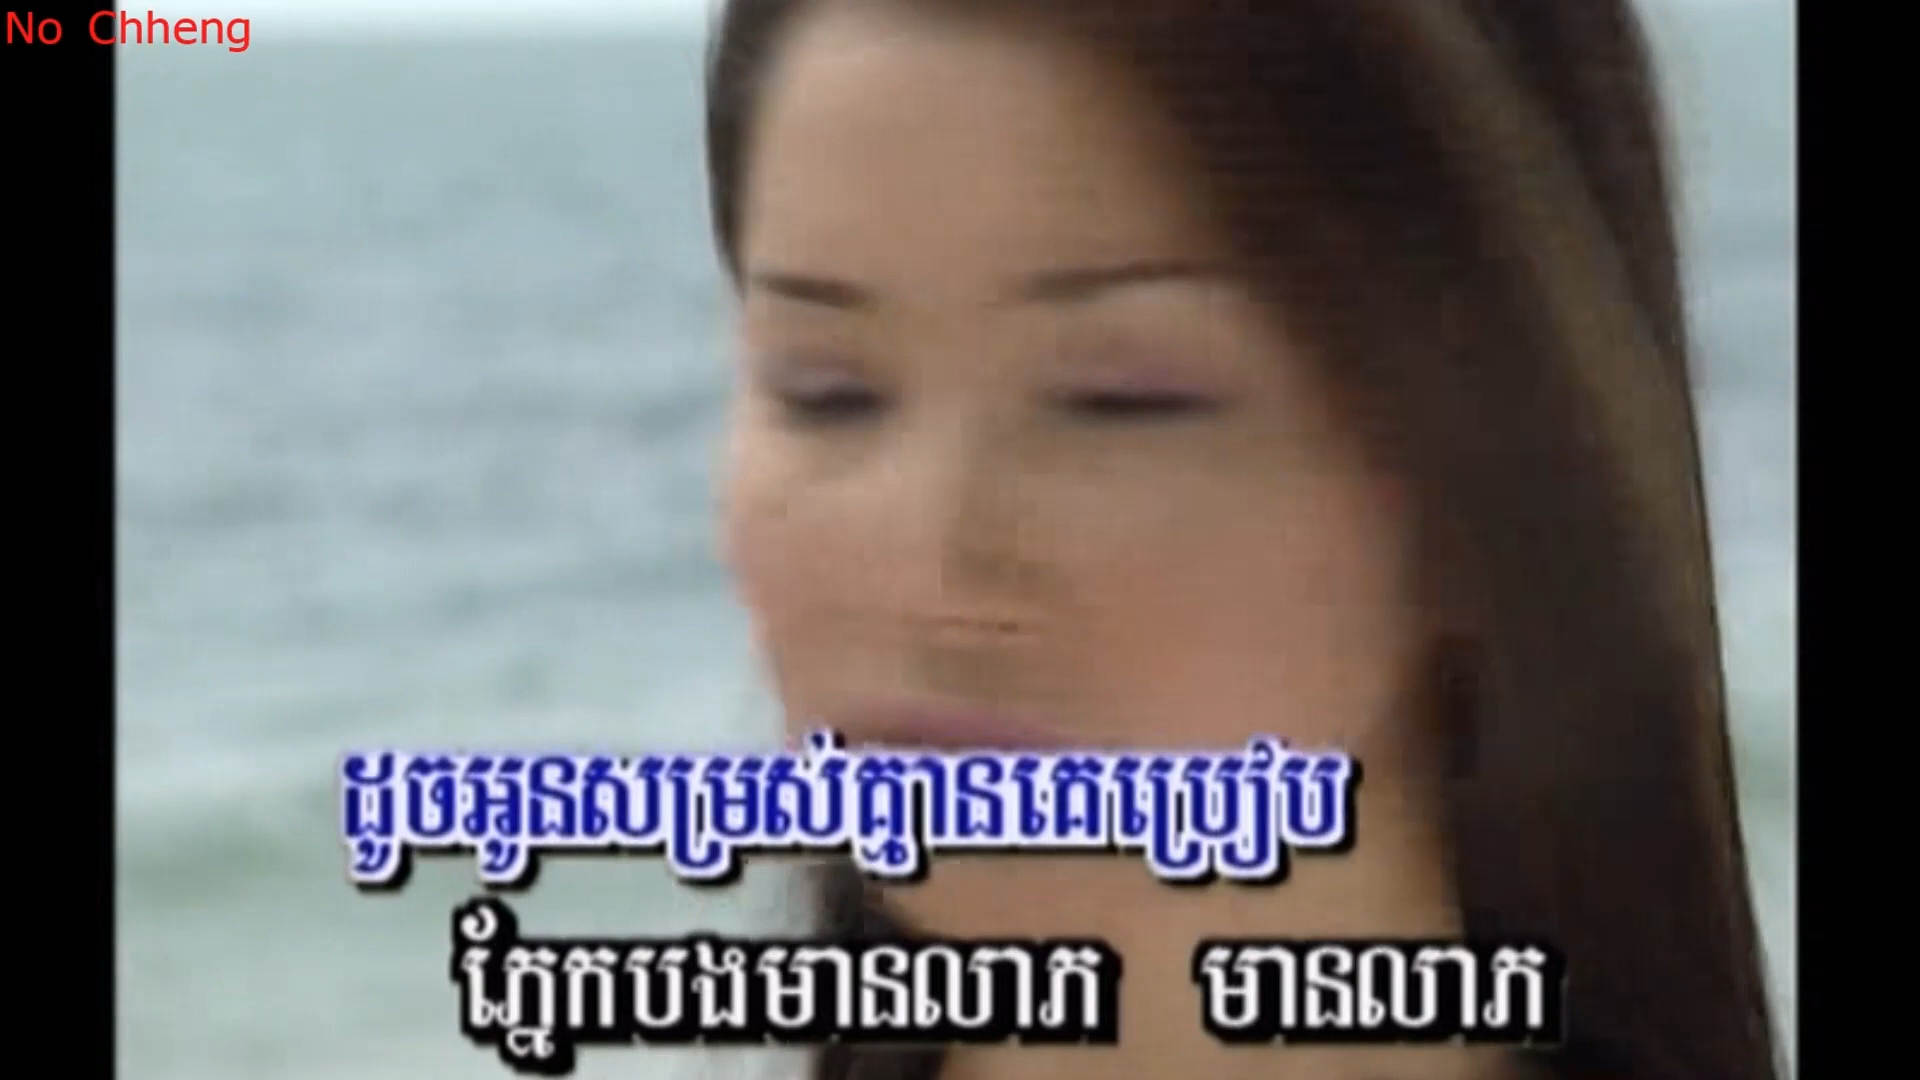 No Chheng
ដូចអូនសម្រស់គ្មានគេប្រៀប
ភ្នែកបងមានលាភ មានលាភ